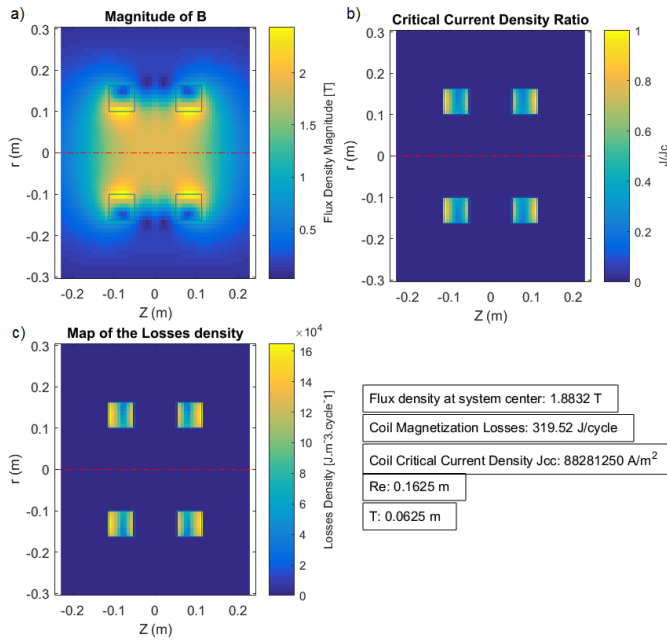 a)
Magnitude of B
0.3
0.2
0.1
0
-0.1
-0.2
-0.3
r (m)
-0.2 -0.1 0 0.1 0.2
Z (m)
2
1.5
1
0.5
Flux Density Magnitude [T]
b)
Critical Current Density Ratio
0.3
0.2
0.1
0
-0.1
-0.2
-0.3
r (m)
-0.2 -0.1 0 0.1 0.2
Z (m)
1
0.8
0.6
0.4
0.2
0
J/Jc
c)
Map of the Losses density
0.3
0.2
0.1
0
-0.1
-0.2
-0.3
r (m)
-0.2 -0.1 0 0.1 0.2
Z (m)
×10⁴
16
14
12
10
8
6
4
2
0
Losses Density [J.m^-3.cycle^-1]
Flux density at system center: 1.8832 T
Coil Magnetization Losses: 319.52 J/cycle
Coil Critical Current Density Jcc: 88281250 A/m²
Re: 0.1625 m
T: 0.0625 m